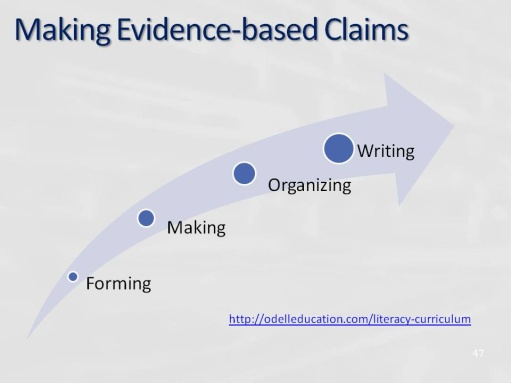 Making Evidence-based Claims
Writing
Organizing
Making
Forming
http://odelleducation.com/literacy-curriculum
47